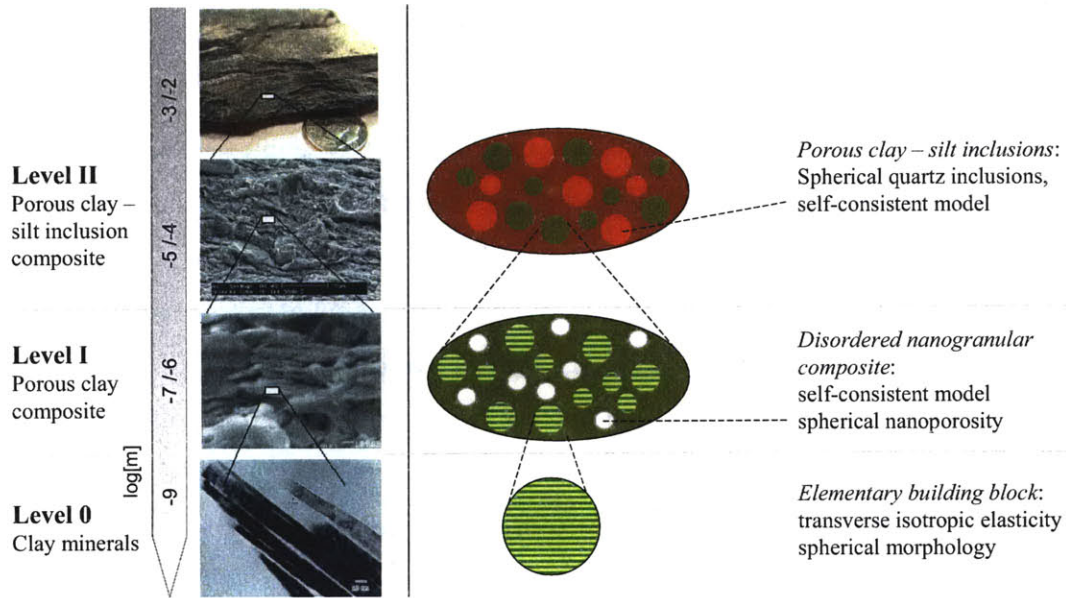 Level II
Porous clay –
silt inclusion
composite
Level I
Porous clay
composite
Level 0
Clay minerals
log[m]
-3 /-2
-5 /-4
-7 /-6
-9
Porous clay – silt inclusions:
Spherical quartz inclusions,
self-consistent model
Disordered nanogranular
composite:
self-consistent model
spherical nanoporosity
Elementary building block:
transverse isotropic elasticity
spherical morphology